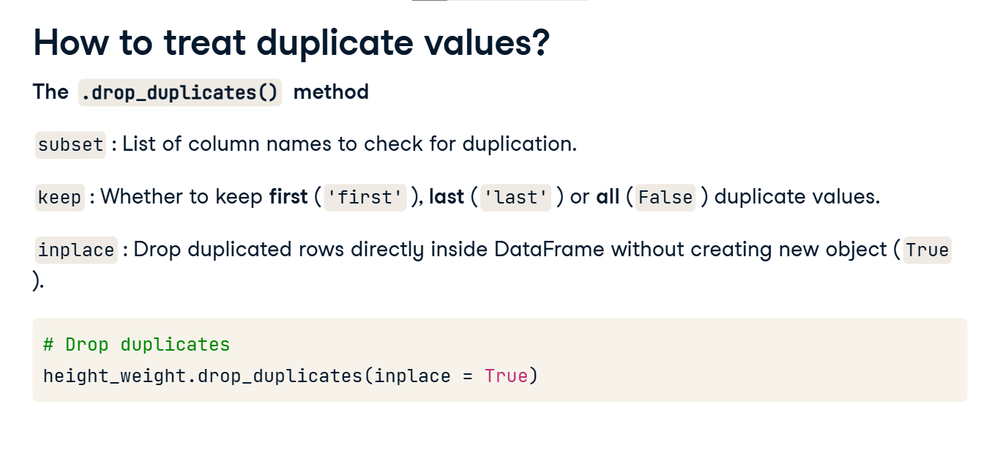 How to treat duplicate values?
The .drop_duplicates() method
subset : List of column names to check for duplication.
keep : Whether to keep first ( 'first' ), last ( 'last' ) or all ( False ) duplicate values.
inplace : Drop duplicated rows directly inside DataFrame without creating new object ( True
).
# Drop duplicates
height_weight.drop_duplicates(inplace = True)